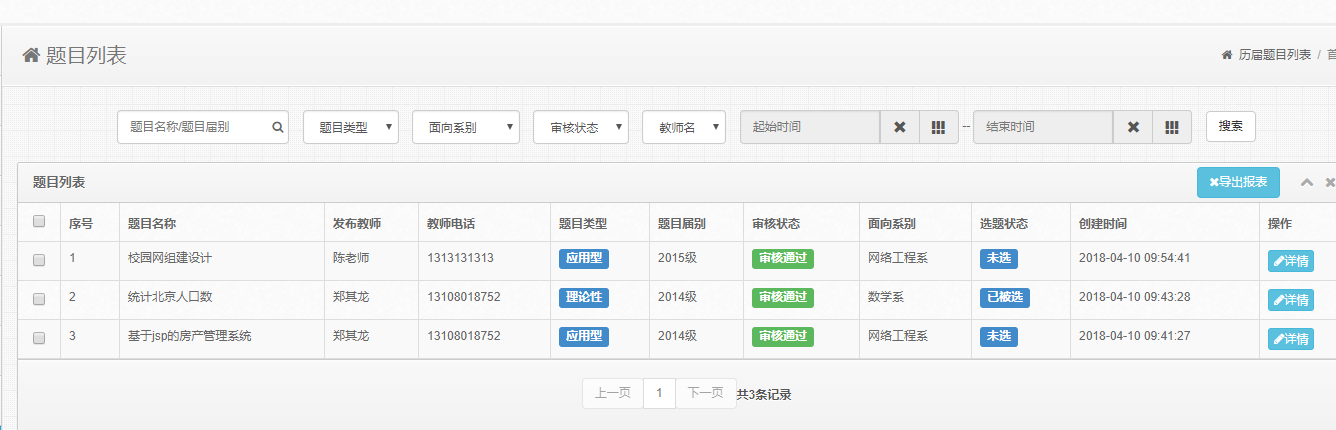 题目列表
历届题目列表 / 首
题目名称/题目届别 题目类型 面向系别 审核状态 教师名 起始时间 -- 结束时间 搜索
题目列表 导出报表
序号 题目名称 发布教师 教师电话 题目类型 题目届别 审核状态 面向系别 选题状态 创建时间 操作
1 校园网组建设计 陈老师 1313131313 应用型 2015级 审核通过 网络工程系 未选 2018-04-10 09:54:41 详情
2 统计北京人口数 郑其龙 13108018752 理论性 2014级 审核通过 数学系 已被选 2018-04-10 09:43:28 详情
3 基于jsp的房产管理系统 郑其龙 13108018752 应用型 2014级 审核通过 网络工程系 未选 2018-04-10 09:41:27 详情
上一页 1 下一页 共3条记录